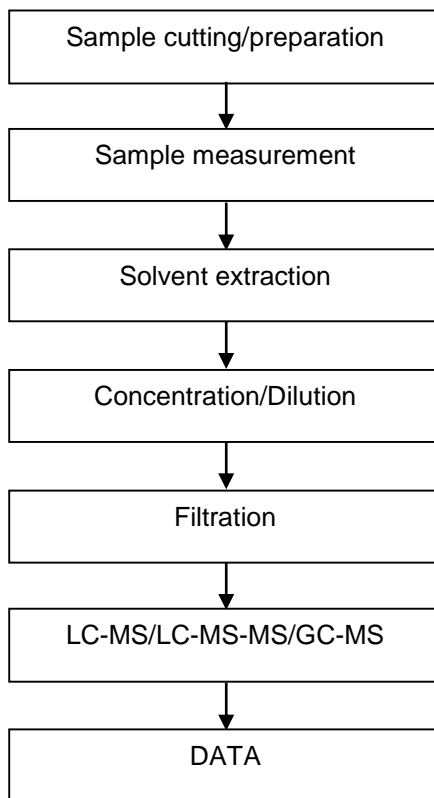 Sample cutting/preparation
Sample measurement
Solvent extraction
Concentration/Dilution
Filtration
LC-MS/LC-MS-MS/GC-MS
DATA